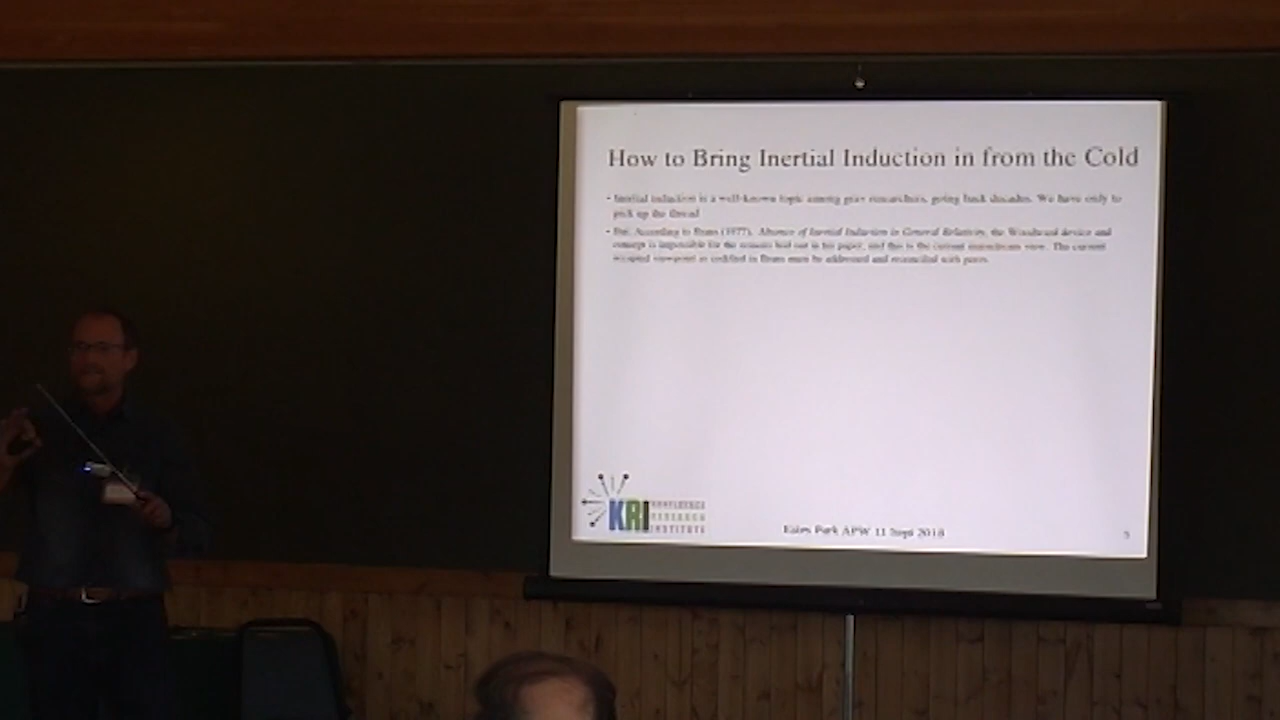 How to Bring Inertial Induction in from the Cold
• Inertial induction is a well-known topic among grav researchers, going back decades. We have only to
pick up the thread
• But: According to Brans (1977), Absence of Inertial Induction in General Relativity, the Woodward device and
concept is impossible for the reasons laid out in his paper, and this is the current mainstream view. The current
accepted viewpoint as codified in Brans must be addressed and reconciled with peers.
KRI KONFLUENCE
RESEARCH
INSTITUTE
Estes Park APW 11 Sept 2018
5